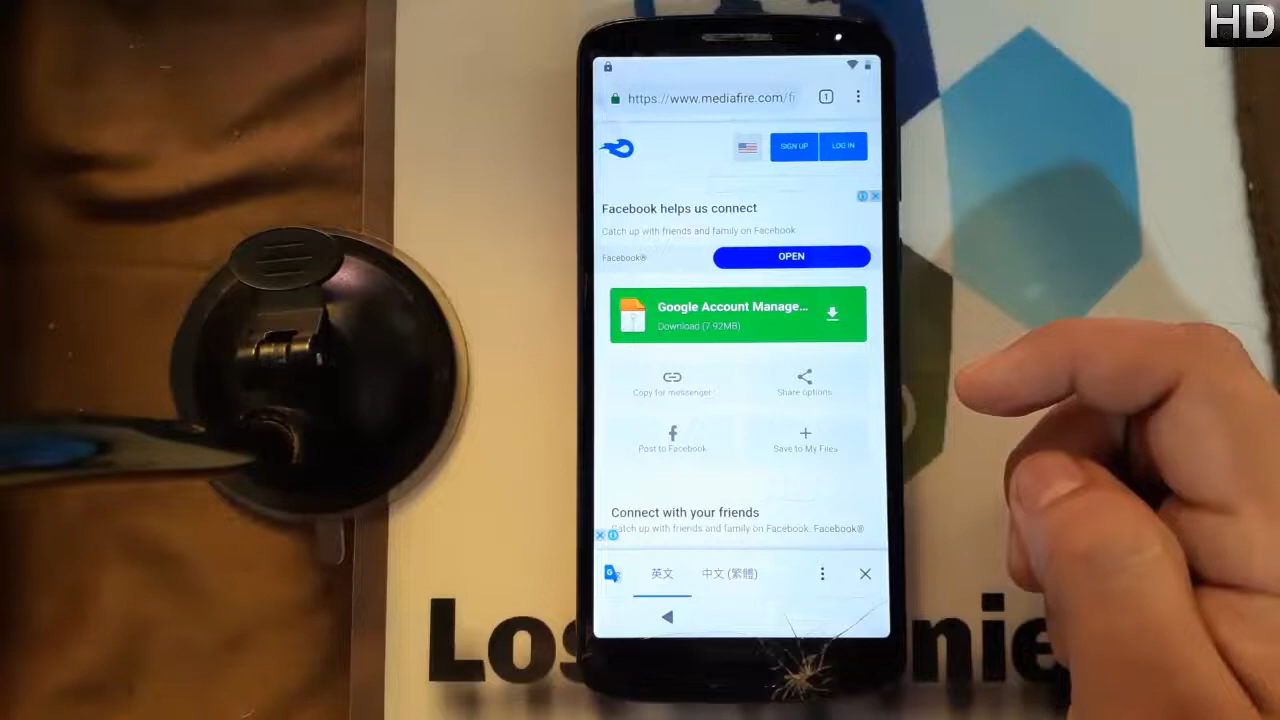 HD
https://www.mediafire.com/fi
1
SIGN UP
LOG IN
Facebook helps us connect
Catch up with friends and family on Facebook.
Facebook®
OPEN
Google Account Manage...
Download (7.92MB)
Copy for messenger
Share options
Post to Facebook
Save to My Files
Connect with your friends
Catch up with friends and family on Facebook. Facebook®
英文
中文 (繁體)
Los
nie